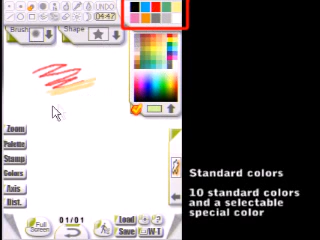 UNDO
04:47
Brush
Shape
Zoom
Palette
Stamp
Colors
Axis
Dist.
Full
Screen
01/01
Load
Save
W-T
Standard colors
10 standard colors
and a selectable
special color